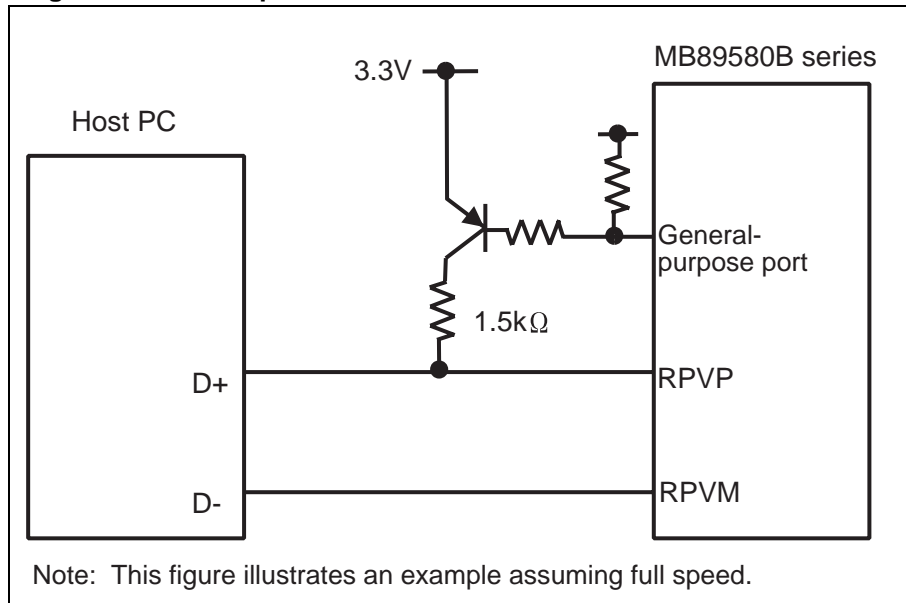 MB89580B series
3.3V
Host PC
General-
purpose port
1.5kΩ
D+
RPVP
D-
RPVM
Note: This figure illustrates an example assuming full speed.